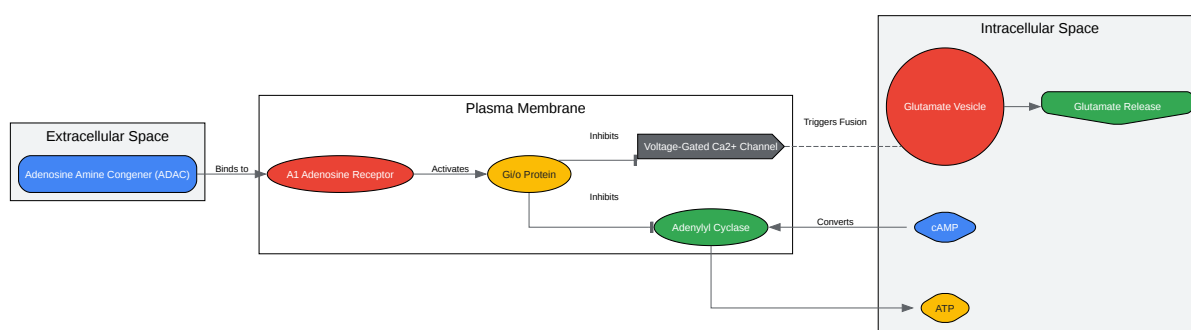 Extracellular Space
Adenosine Amine Congener (ADAC)
Binds to
Plasma Membrane
A1 Adenosine Receptor
Activates
Gi/o Protein
Inhibits
Voltage-Gated Ca2+ Channel
Inhibits
Adenylyl Cyclase
Triggers Fusion
Converts
Intracellular Space
Glutamate Vesicle
Glutamate Release
cAMP
ATP